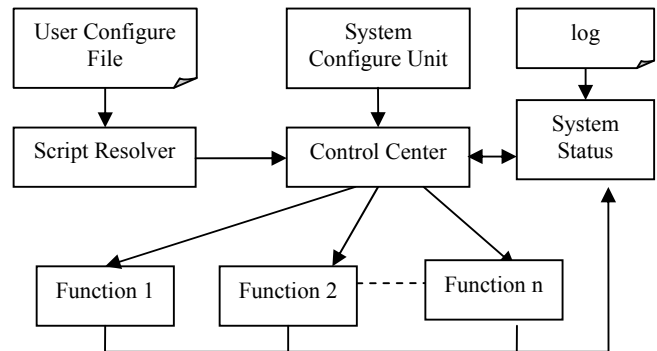 User Configure
File
System
Configure Unit
log
Script Resolver
Control Center
System
Status
Function 1
Function 2
Function n